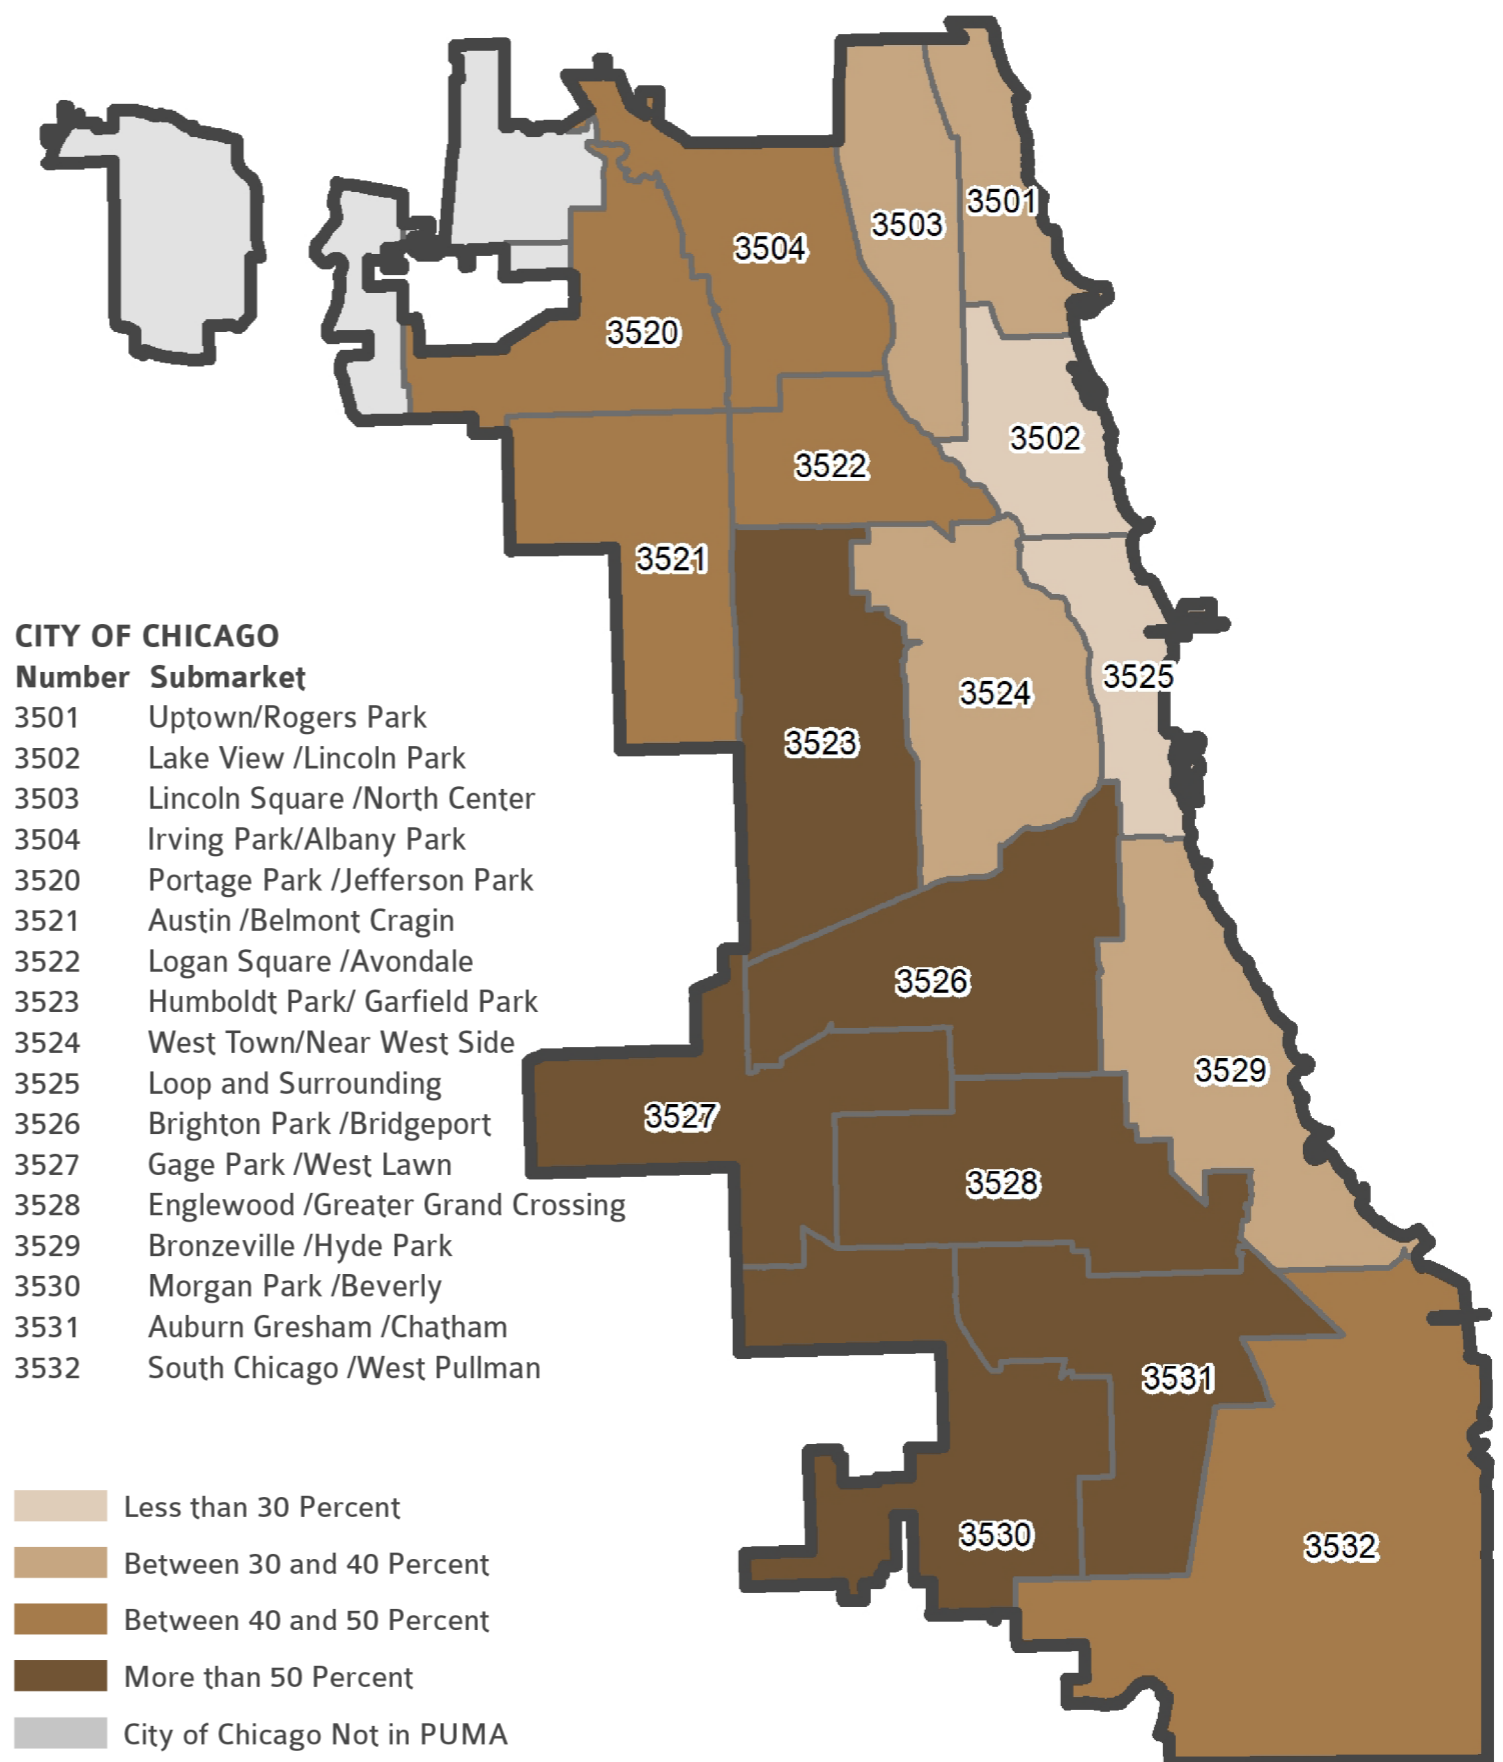 3501
3503
3504
3520
3502
3522
3521
3525
3524
3523
CITY OF CHICAGO
Number Submarket
3501 Uptown/Rogers Park
3502 Lake View /Lincoln Park
3503 Lincoln Square /North Center
3504 Irving Park/Albany Park
3520 Portage Park /Jefferson Park
3521 Austin /Belmont Cragin
3522 Logan Square /Avondale
3523 Humboldt Park/ Garfield Park
3524 West Town/Near West Side
3525 Loop and Surrounding
3526 Brighton Park /Bridgeport
3527 Gage Park /West Lawn
3528 Englewood /Greater Grand Crossing
3529 Bronzeville /Hyde Park
3530 Morgan Park /Beverly
3531 Auburn Gresham /Chatham
3532 South Chicago /West Pullman
3526
3529
3527
3528
3531
3530
3532
Less than 30 Percent
Between 30 and 40 Percent
Between 40 and 50 Percent
More than 50 Percent
City of Chicago Not in PUMA